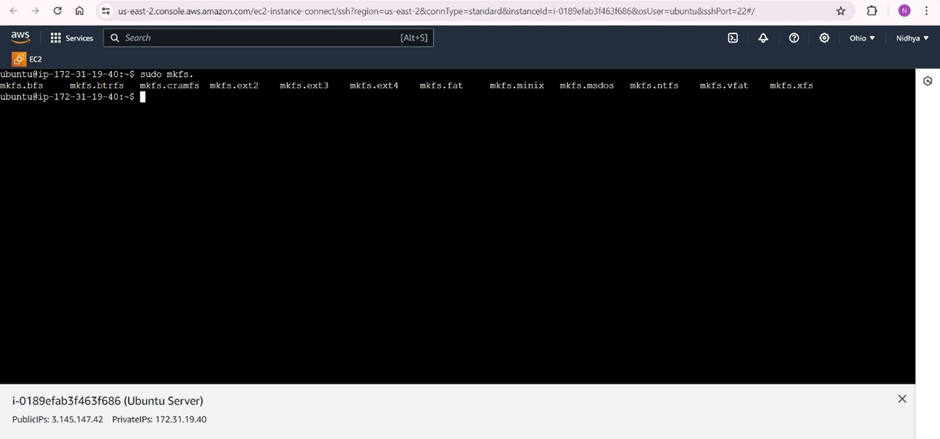 us-east-2.console.aws.amazon.com/ec2-instance-connect/ssh?region=us-east-2&connType=standard&instanceId=i-0189efab3f463f686&osUser=ubuntu&sshPort=22#/
N
aws Services Search [Alt+S] Ohio Nidhya
EC2
ubuntu@ip-172-31-19-40:~$ sudo mkfs.
mkfs.bfs mkfs.btrfs mkfs.cramfs mkfs.ext2 mkfs.ext3 mkfs.ext4 mkfs.fat mkfs.minix mkfs.msdos mkfs.ntfs mkfs.vfat mkfs.xfs
ubuntu@ip-172-31-19-40:~$
i-0189efab3f463f686 (Ubuntu Server)
PublicIPs: 3.145.147.42 PrivateIPs: 172.31.19.40